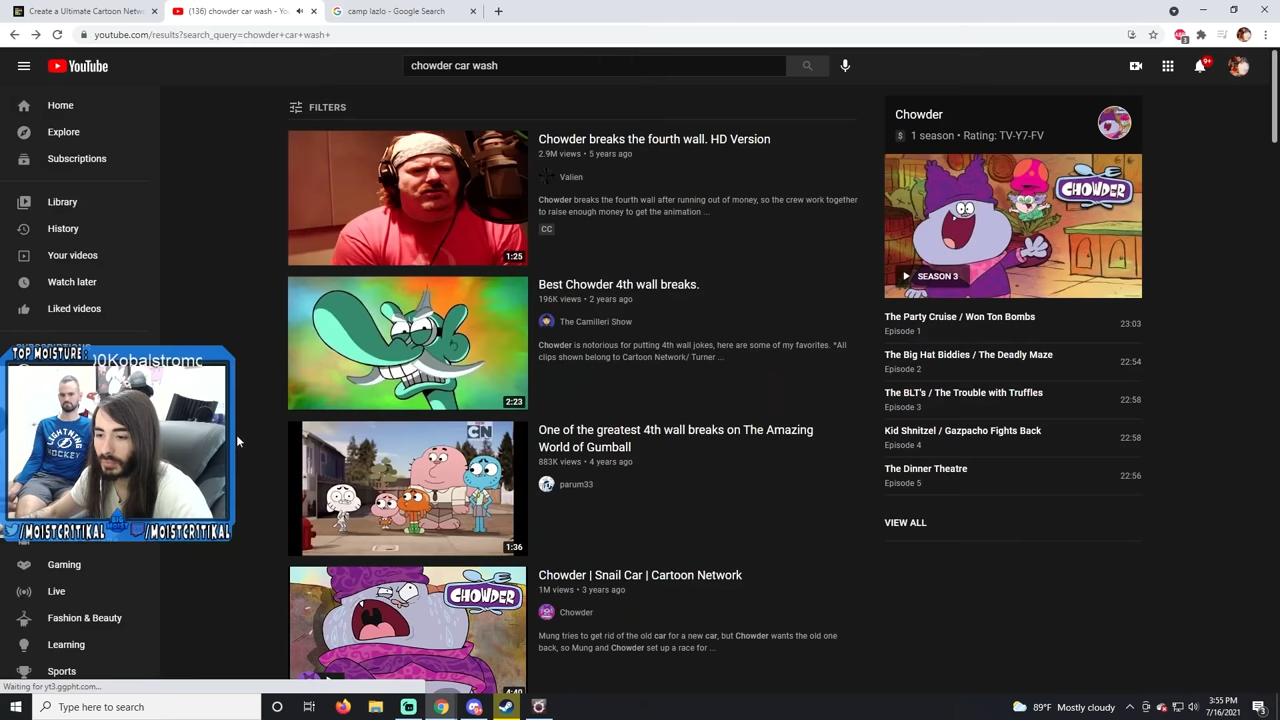 Create a Ultimate Cartoon Netw
(136) chowder car wash - Yo
camp lazlo - Google Search
youtube.com/results?search_query=chowder+car+wash+
3
YouTube
chowder car wash
9+
Home
Explore
Subscriptions
Library
History
Your videos
Watch later
Liked videos
Gaming
Live
Fashion & Beauty
Learning
Sports
FILTERS
Chowder breaks the fourth wall. HD Version
2.9M views • 5 years ago
Valien
Chowder breaks the fourth wall after running out of money, so the crew work together
to raise enough money to get the animation ...
CC
1:25
Best Chowder 4th wall breaks.
196K views • 2 years ago
The Camilleri Show
Chowder is notorious for putting 4th wall jokes, here are some of my favorites. *All
clips shown belong to Cartoon Network/ Turner ...
2:23
One of the greatest 4th wall breaks on The Amazing
World of Gumball
883K views • 4 years ago
parum33
CN
1:36
Chowder | Snail Car | Cartoon Network
1M views • 3 years ago
Chowder
Mung tries to get rid of the old car for a new car, but Chowder wants the old one
back, so Mung and Chowder set up a race for ...
CHOWDER
4:40
Chowder
$ 1 season • Rating: TV-Y7-FV
CHOWDER
SEASON 3
The Party Cruise / Won Ton Bombs
Episode 1
23:03
The Big Hat Biddies / The Deadly Maze
Episode 2
22:54
The BLT's / The Trouble with Truffles
Episode 3
22:58
Kid Shnitzel / Gazpacho Fights Back
Episode 4
22:58
The Dinner Theatre
Episode 5
22:56
VIEW ALL
TOP MOISTURE:
LIGHTNING
HOCKEY
BIG
MOIST
/MOISTCR1TIKAL
/MOISTCR1TIKAL
Waiting for yt3.ggpht.com...
Type here to search
89°F Mostly cloudy
3:55 PM
7/16/2021